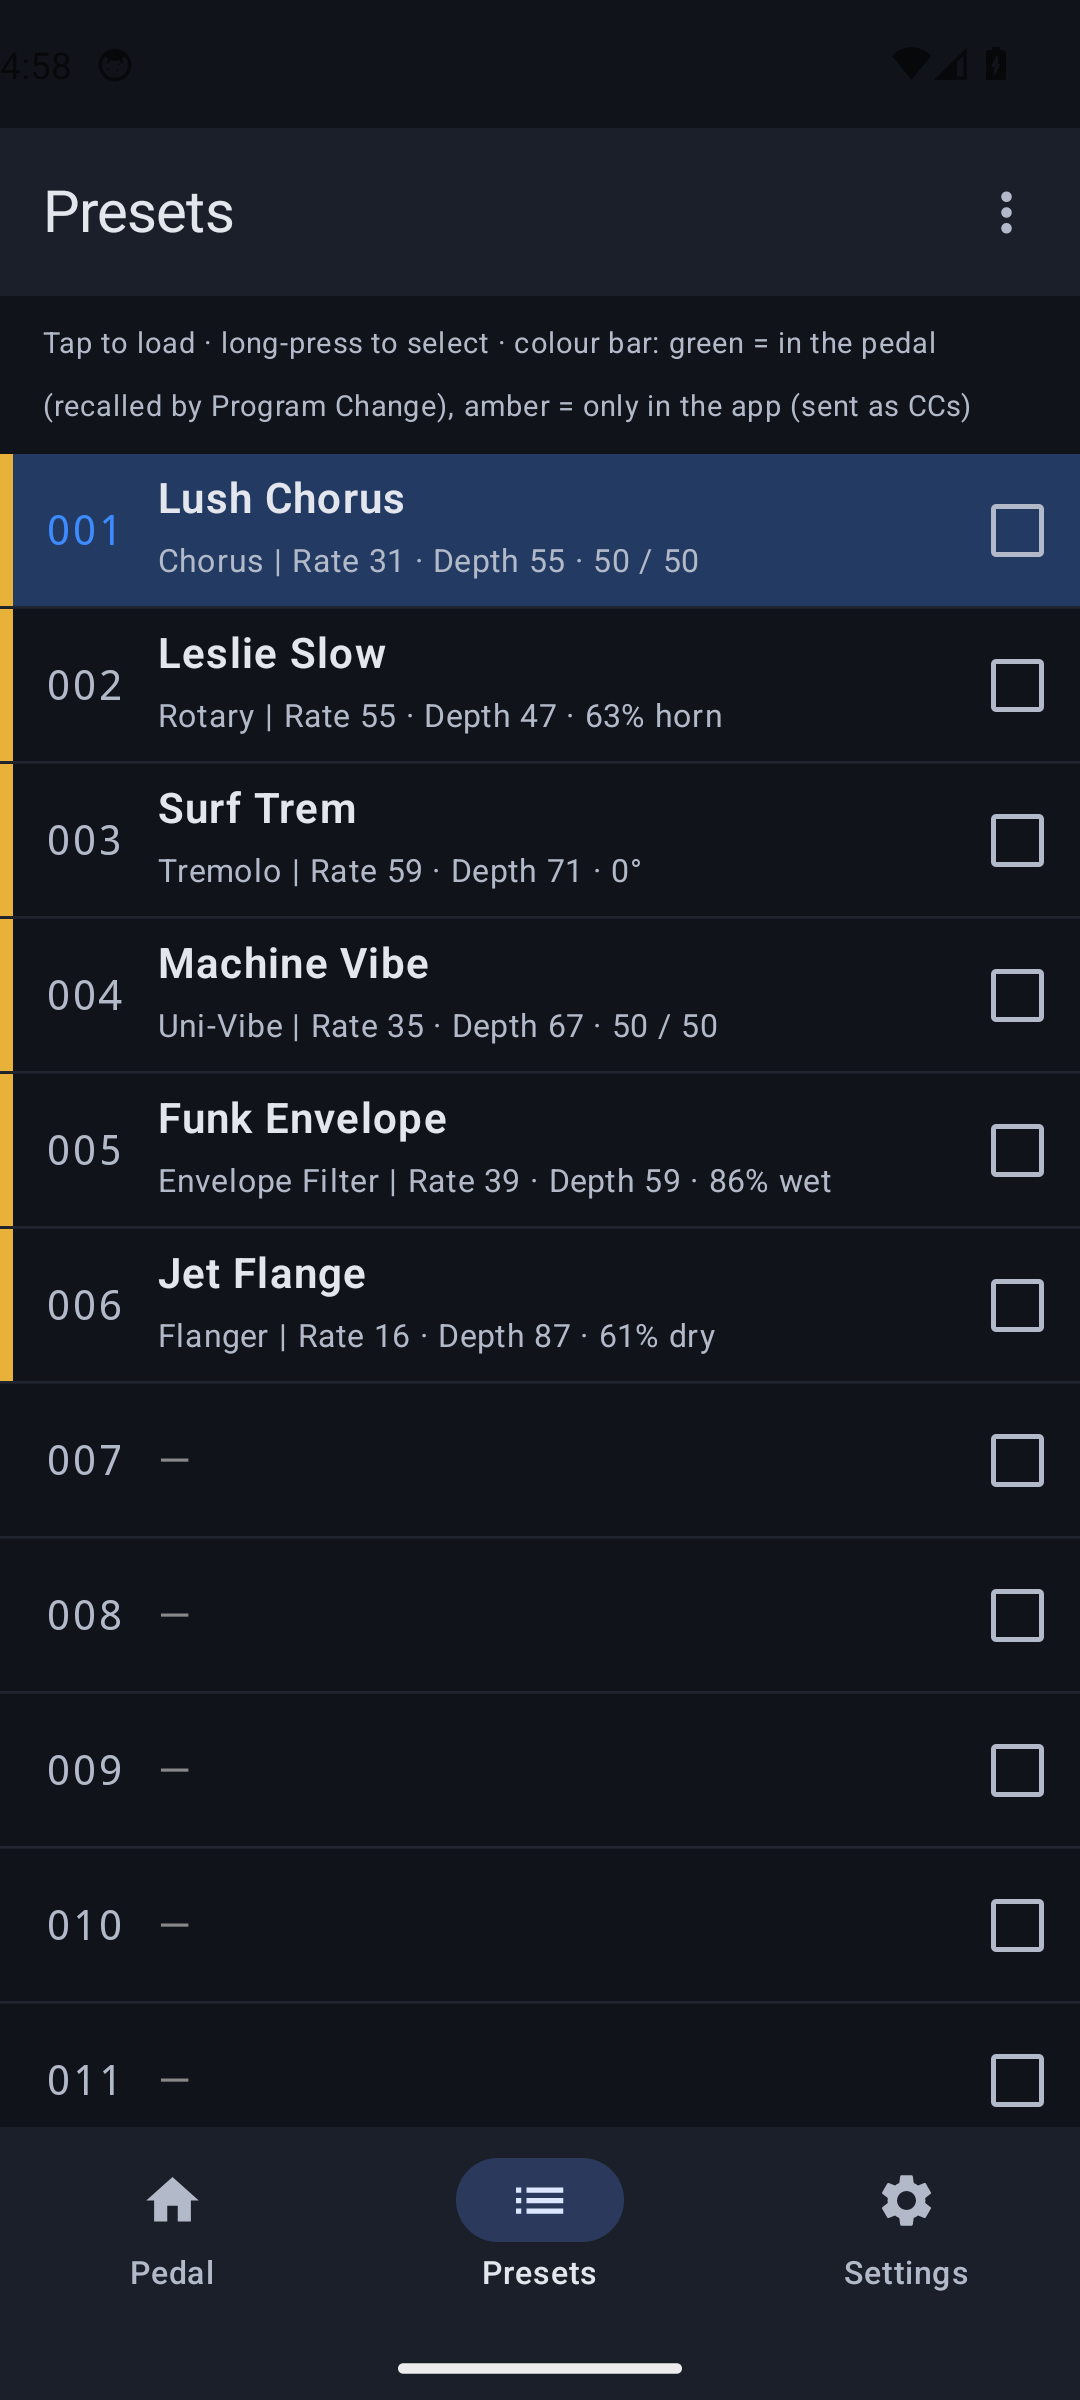 4:58
Presets
Tap to load · long-press to select · colour bar: green = in the pedal
(recalled by Program Change), amber = only in the app (sent as CCs)
001
Lush Chorus
Chorus | Rate 31 · Depth 55 · 50 / 50
002
Leslie Slow
Rotary | Rate 55 · Depth 47 · 63% horn
003
Surf Trem
Tremolo | Rate 59 · Depth 71 · 0°
004
Machine Vibe
Uni-Vibe | Rate 35 · Depth 67 · 50 / 50
005
Funk Envelope
Envelope Filter | Rate 39 · Depth 59 · 86% wet
006
Jet Flange
Flanger | Rate 16 · Depth 87 · 61% dry
007 —
008 —
009 —
010 —
011 —
Pedal
Presets
Settings